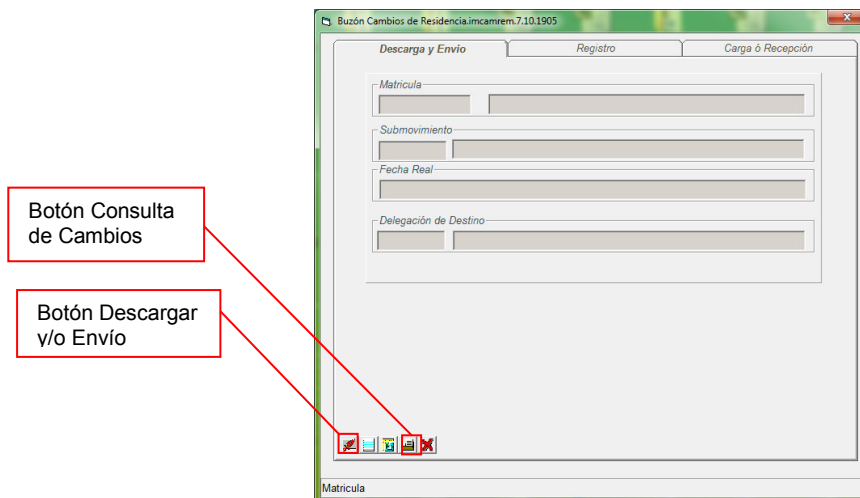 Buzón Cambios de Residencia.imcamrem.7.10.1905
Descarga y Envio
Registro
Carga ó Recepción
Matricula
Submovimiento
Fecha Real
Delegación de Destino
Botón Consulta
de Cambios
Botón Descargar
y/o Envío
Matricula